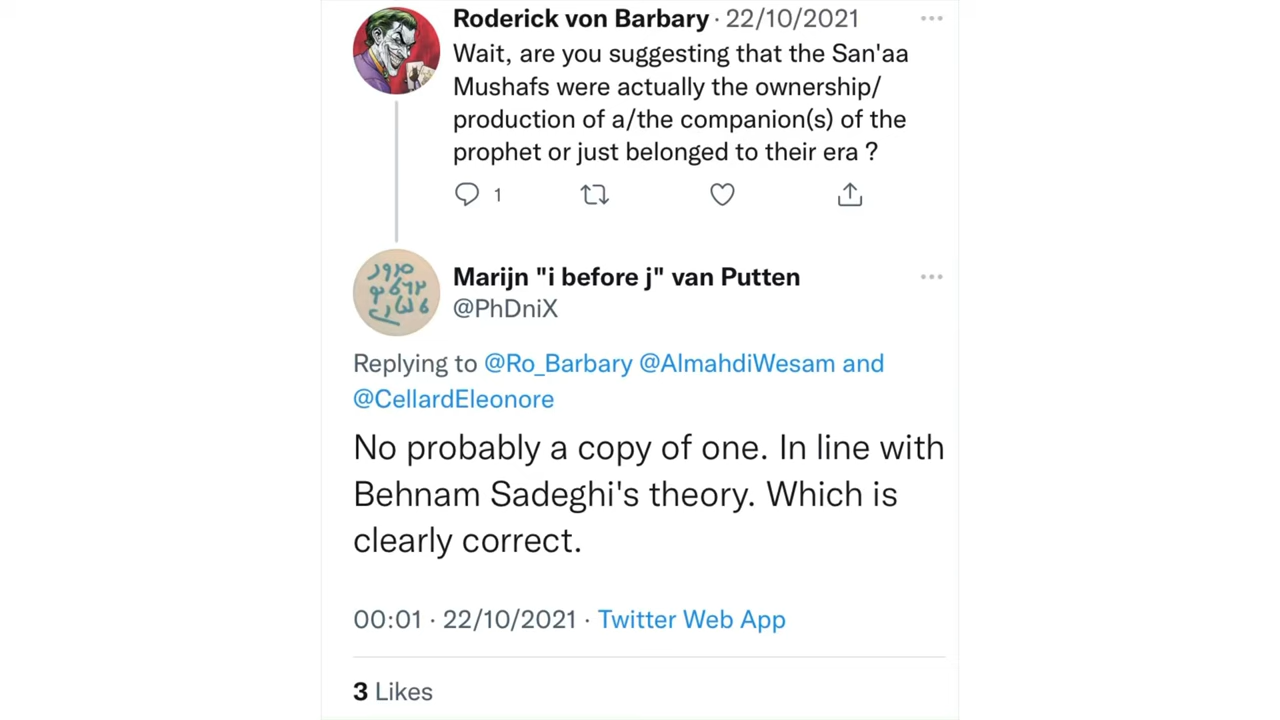 Roderick von Barbary · 22/10/2021
Wait, are you suggesting that the San'aa
Mushafs were actually the ownership/
production of a/the companion(s) of the
prophet or just belonged to their era ?
1
Marijn "i before j" van Putten
@PhDniX
Replying to @Ro_Barbary @AlmahdiWesam and
@CellardEleonore
No probably a copy of one. In line with
Behnam Sadeghi's theory. Which is
clearly correct.
00:01 · 22/10/2021 · Twitter Web App
3 Likes